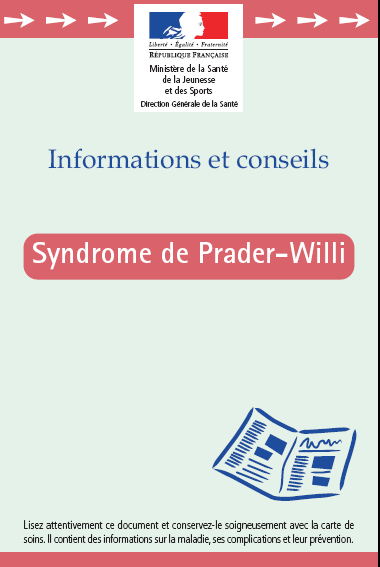 Liberté • Égalité • Fraternité
RÉPUBLIQUE FRANÇAISE
Ministère de la Santé
de la Jeunesse
et des Sports
Direction Générale de la Santé
Informations et conseils
Syndrome de Prader-Willi
Lisez attentivement ce document et conservez-le soigneusement avec la carte de
soins. Il contient des informations sur la maladie, ses complications et leur prévention.